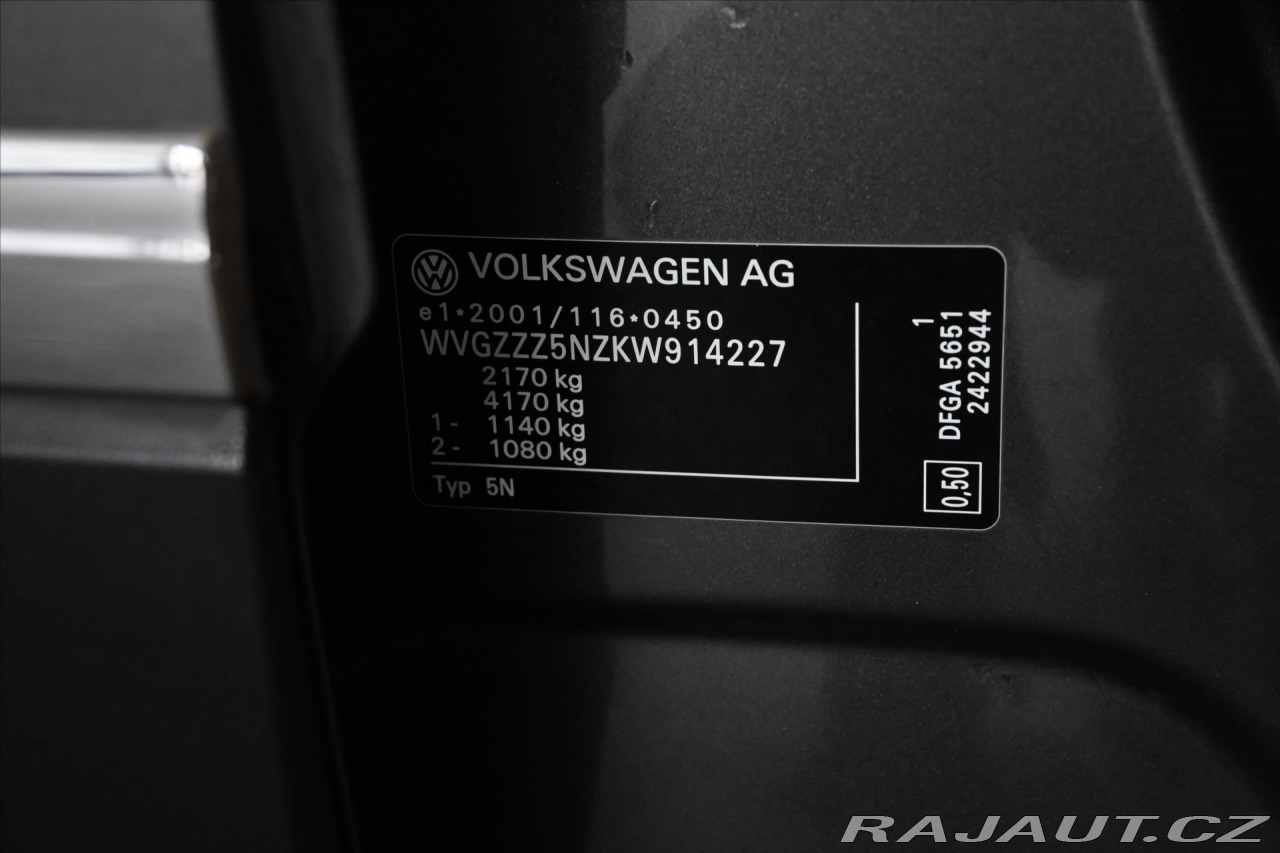 VOLKSWAGEN AG
e1*2001/116*0450
WVGZZZ5NZKW914227
2170 kg
4170 kg
1- 1140 kg
2- 1080 kg
Typ 5N
1
DFGA 5651
2422944
0,50
RAJAUT.CZ